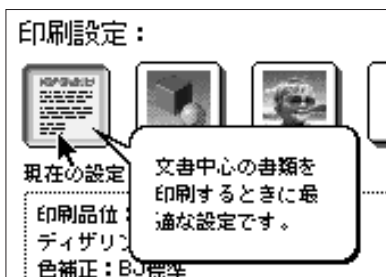 印刷設定：
現在の設定
文書中心の書類を
印刷するときに最
適な設定です。
印刷品位：
ディザリン
色補正：BJ標準